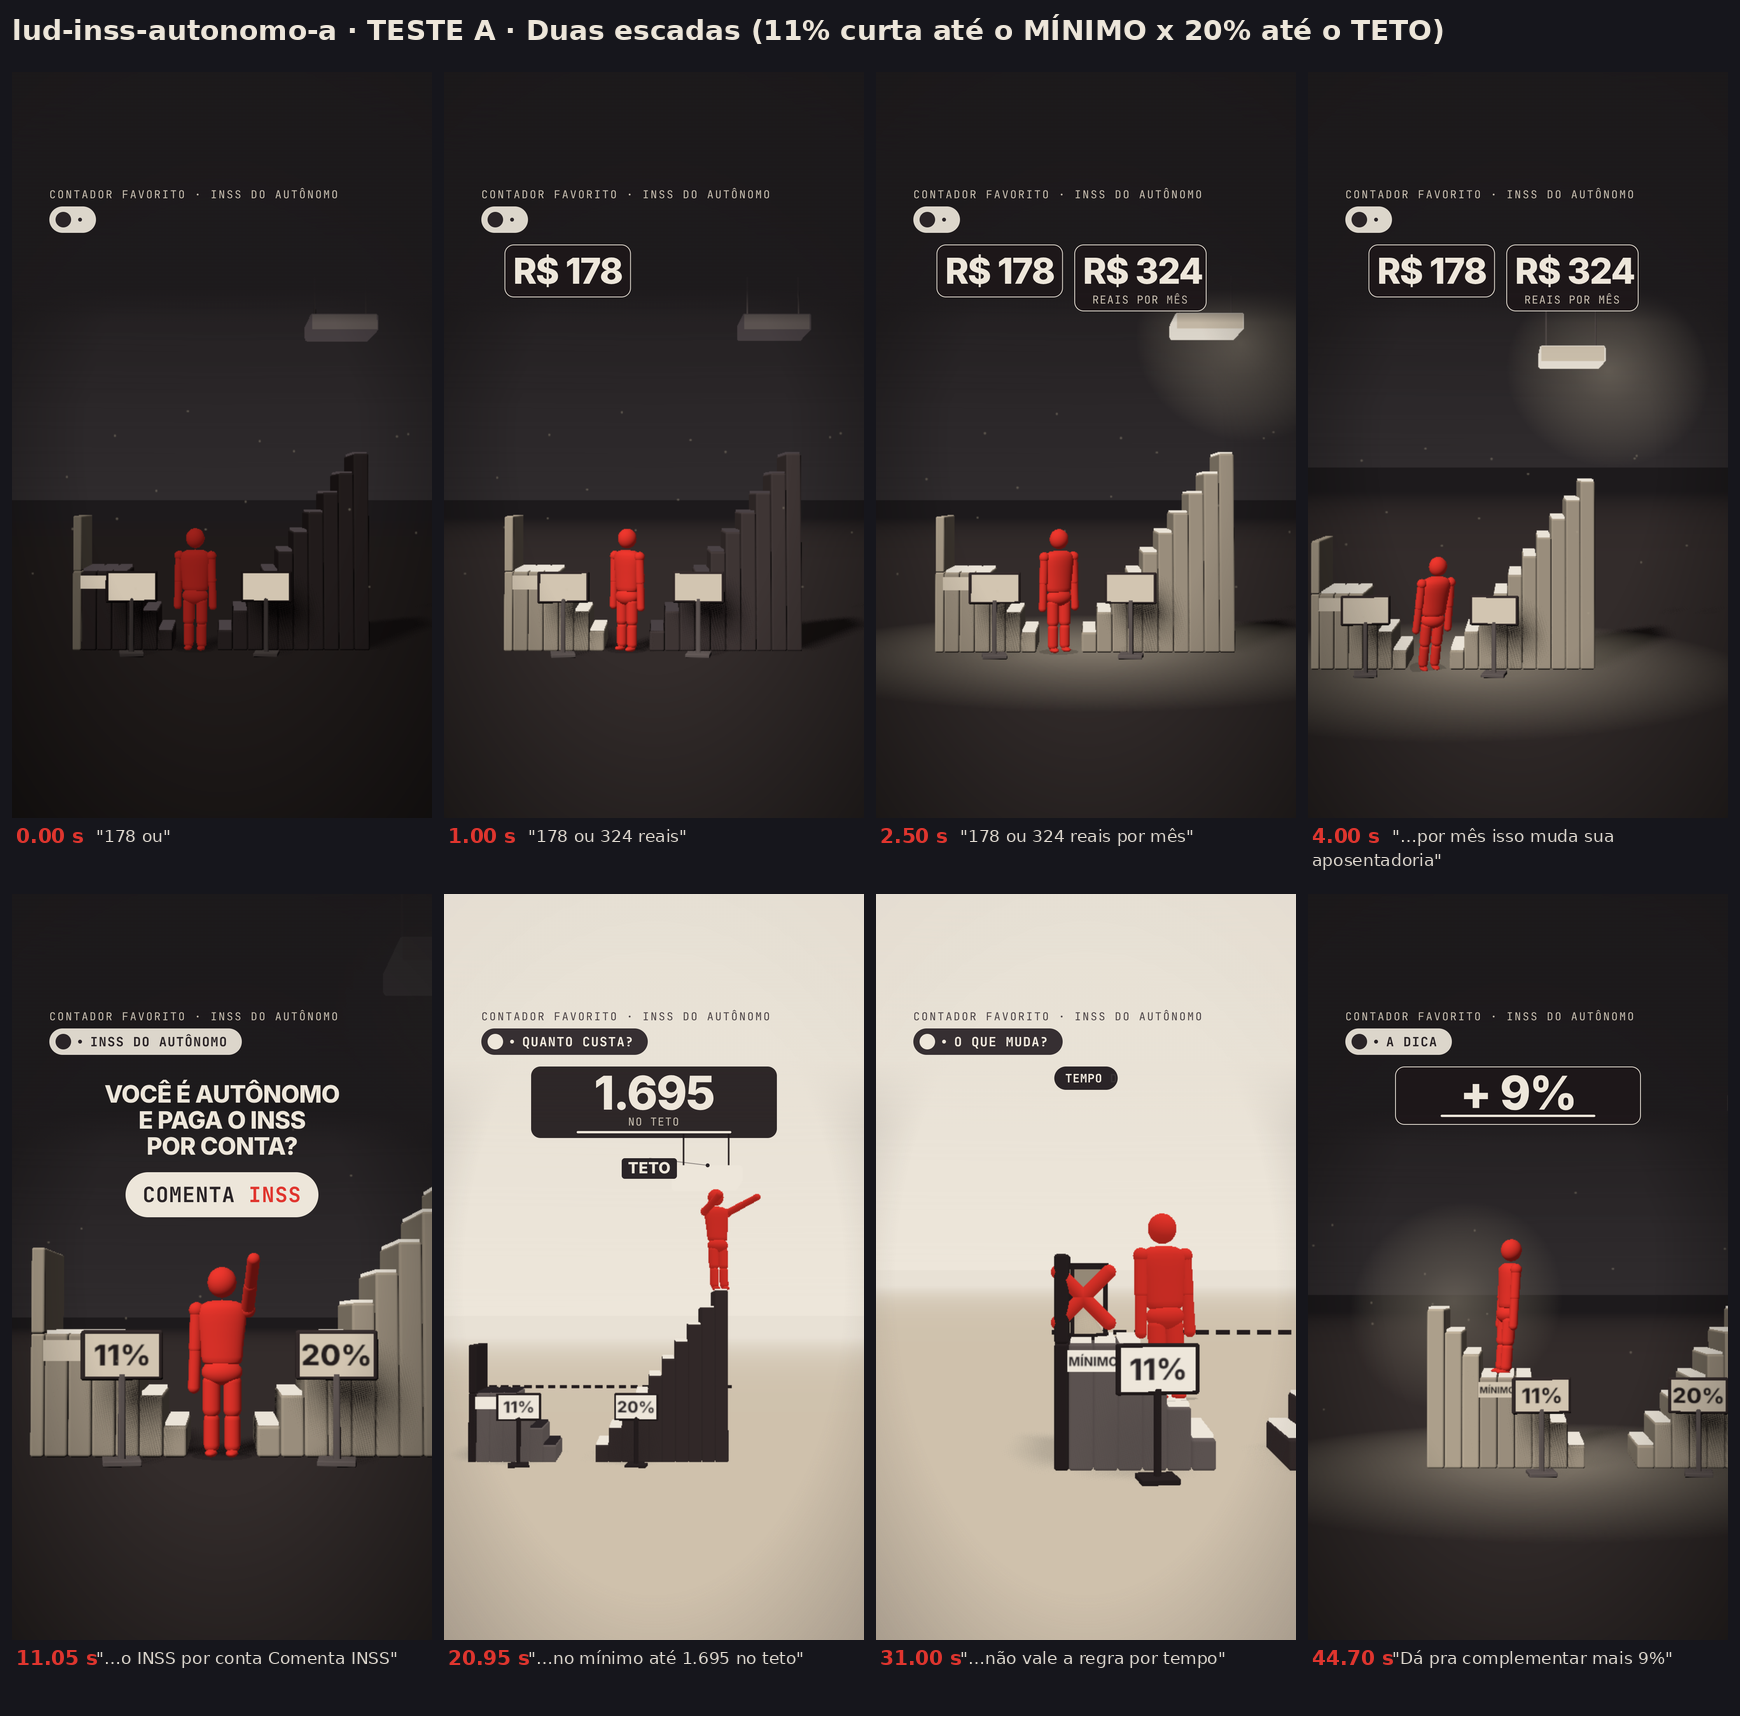 lud-inss-autonomo-a · TESTE A · Duas escadas (11% curta até o MÍNIMO x 20% até o TETO)
CONTADOR FAVORITO · INSS DO AUTÔNOMO
0.00 s "178 ou"
CONTADOR FAVORITO · INSS DO AUTÔNOMO
R$ 178
1.00 s "178 ou 324 reais"
CONTADOR FAVORITO · INSS DO AUTÔNOMO
R$ 178
R$ 324
REAIS POR MÊS
2.50 s "178 ou 324 reais por mês"
CONTADOR FAVORITO · INSS DO AUTÔNOMO
R$ 178
R$ 324
REAIS POR MÊS
4.00 s "...por mês isso muda sua
aposentadoria"
CONTADOR FAVORITO · INSS DO AUTÔNOMO
• INSS DO AUTÔNOMO
VOCÊ É AUTÔNOMO
E PAGA O INSS
POR CONTA?
COMENTA INSS
11%
20%
11.05 s "...o INSS por conta Comenta INSS"
CONTADOR FAVORITO · INSS DO AUTÔNOMO
• QUANTO CUSTA?
1.695
NO TETO
TETO
11%
20%
20.95 s "...no mínimo até 1.695 no teto"
CONTADOR FAVORITO · INSS DO AUTÔNOMO
• O QUE MUDA?
TEMPO
MÍNIMO
11%
31.00 s "...não vale a regra por tempo"
CONTADOR FAVORITO · INSS DO AUTÔNOMO
• A DICA
+ 9%
MÍNIMO
11%
20%
44.70 s "Dá pra complementar mais 9%"